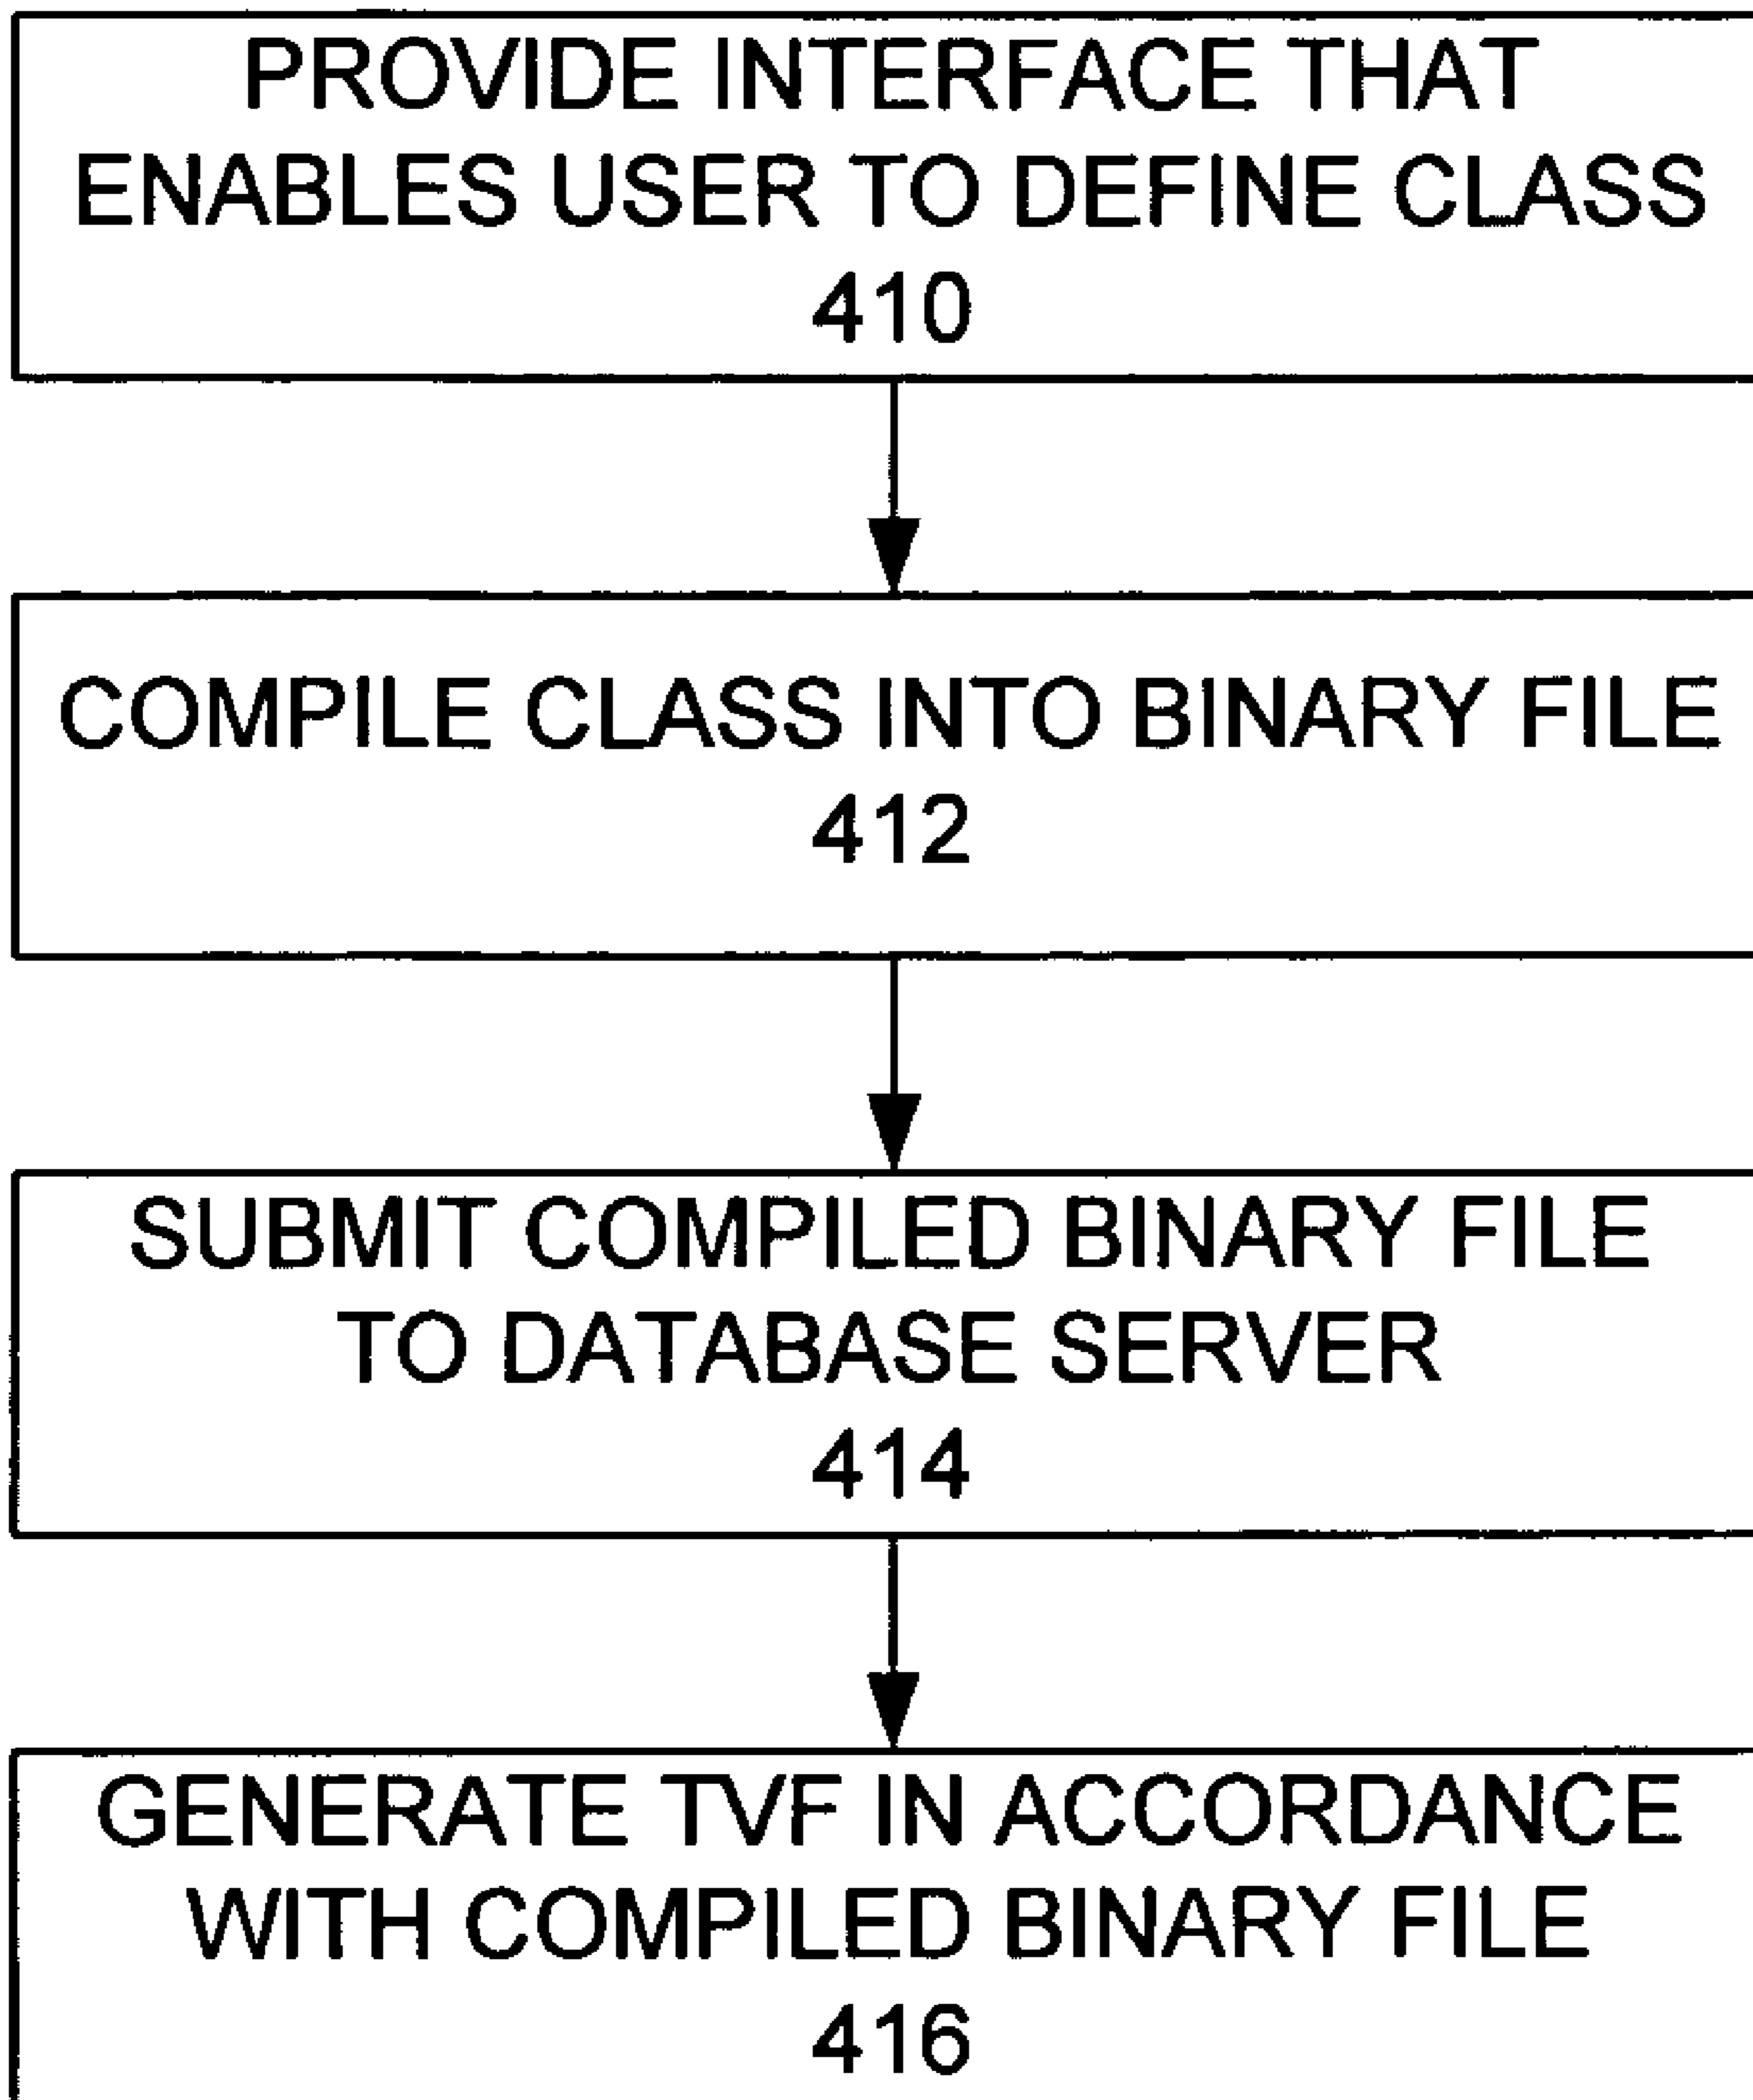 PROVIDE INTERFACE THAT
ENABLES USER TO DEFINE CLASS
410
COMPILE CLASS INTO BINARY FILE
412
SUBMIT COMPILED BINARY FILE
TO DATABASE SERVER
414
GENERATE TVF IN ACCORDANCE
WITH COMPILED BINARY FILE
416